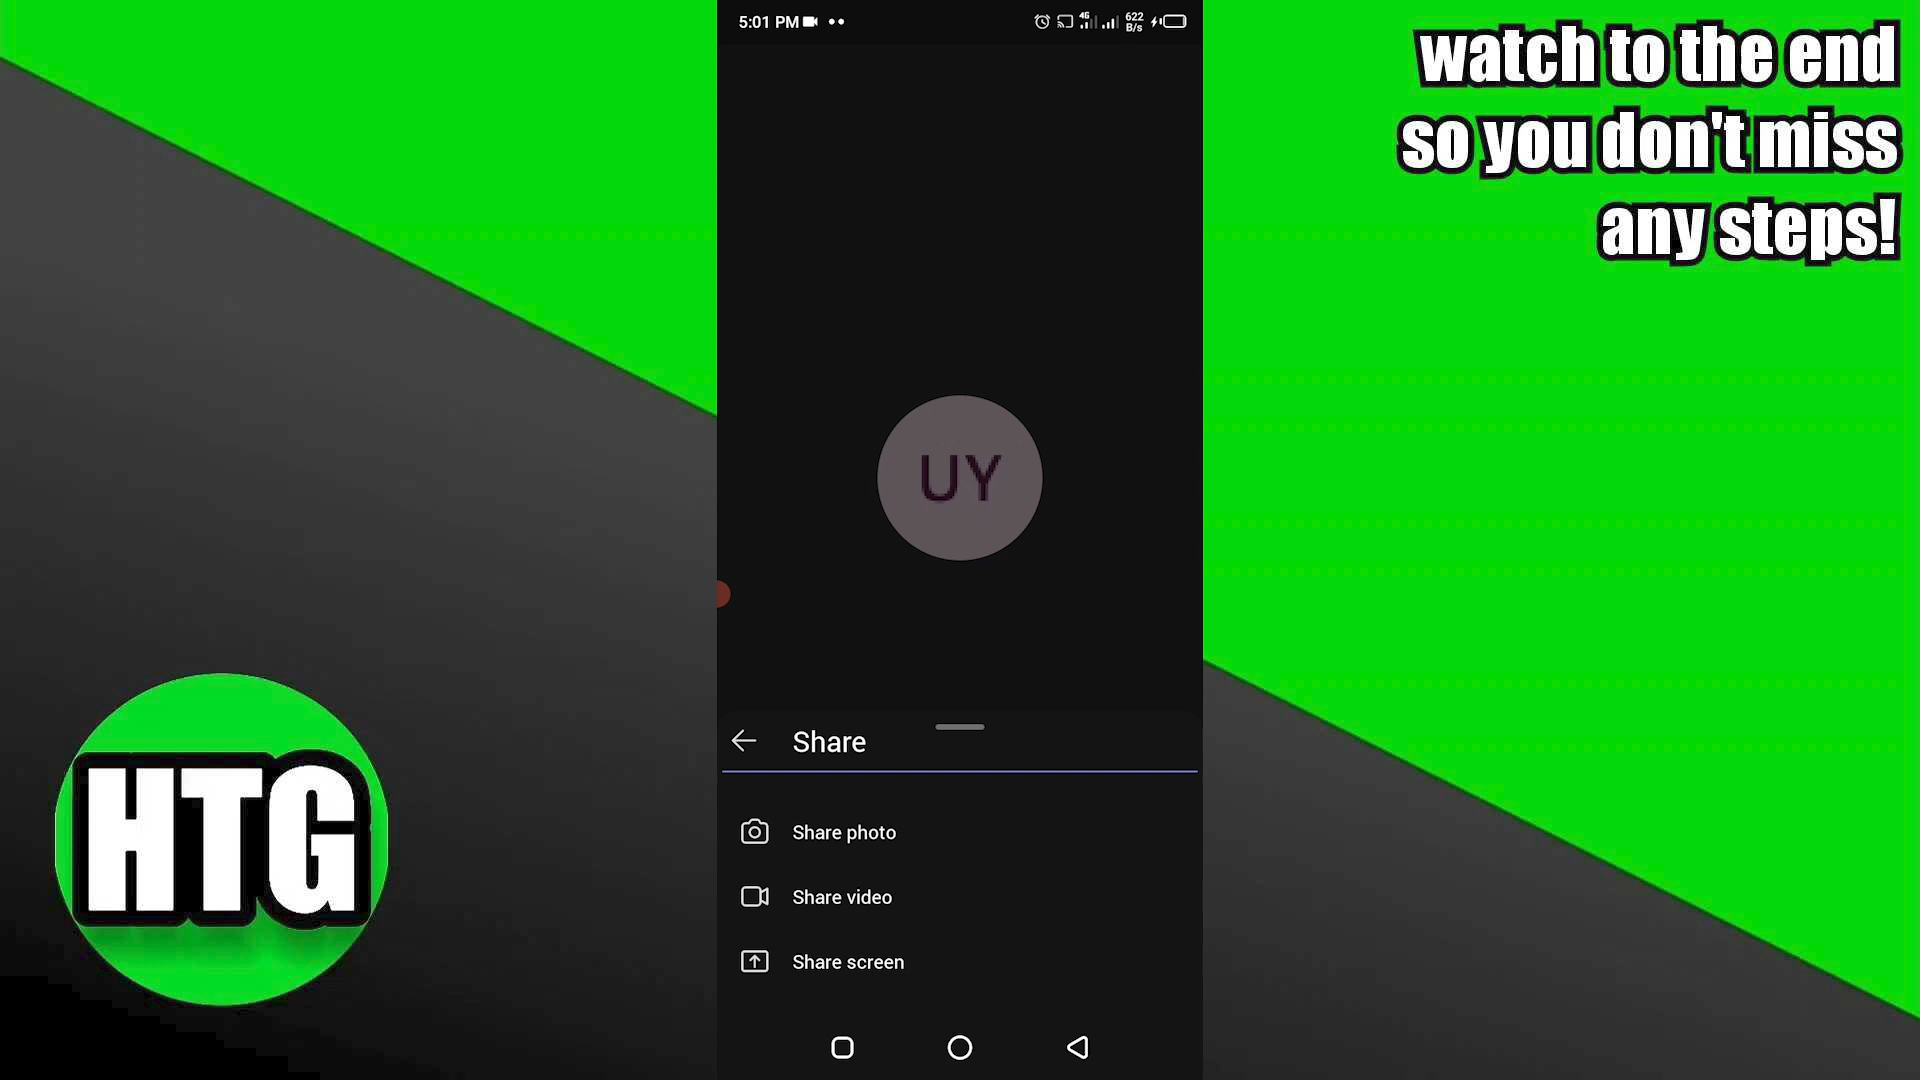 5:01 PM
4G
622
B/s
watch to the end
so you don't miss
any steps!
UY
Share
Share photo
Share video
Share screen
HTG